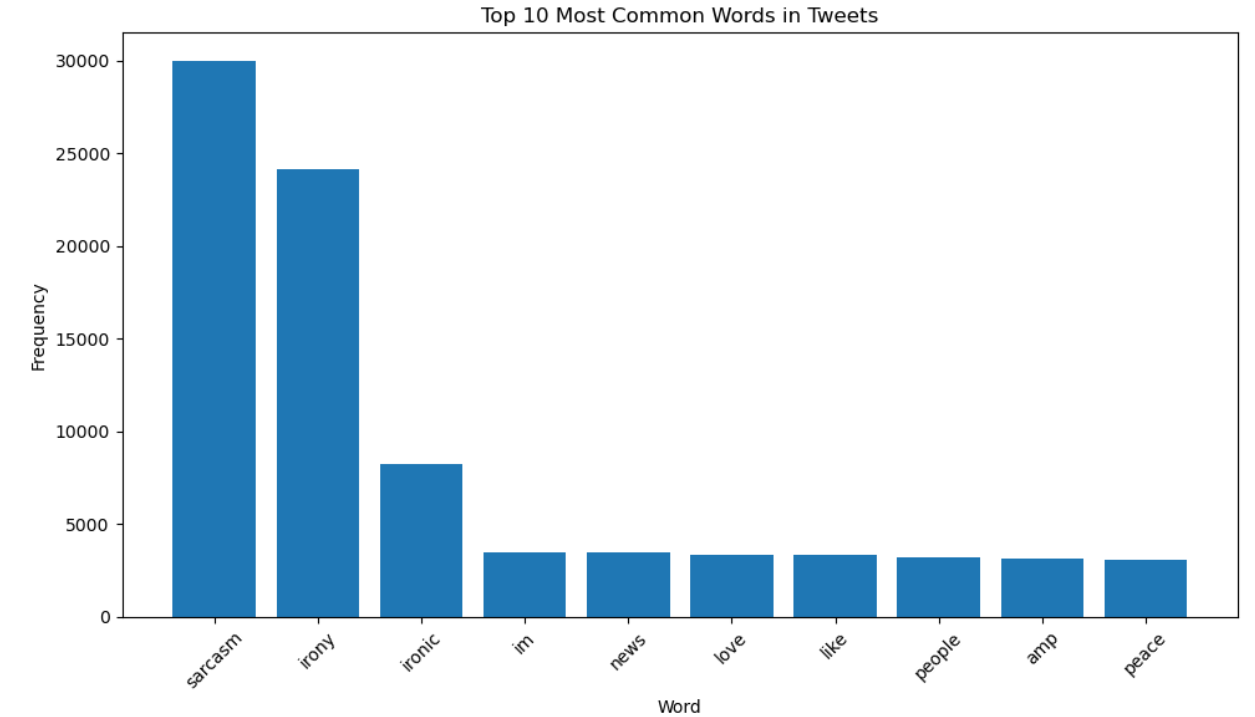 Top 10 Most Common Words in Tweets
30000
25000
20000
15000
10000
5000
0
Frequency
sarcasm
irony
ironic
im
news
love
like
people
amp
peace
Word